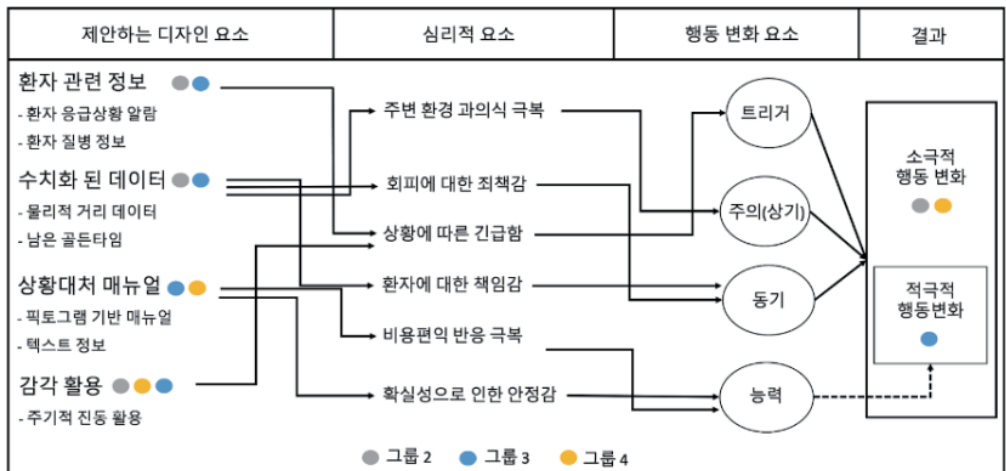 제안하는 디자인 요소
심리적 요소
행동 변화 요소
결과
환자 관련 정보
- 환자 응급상황 알람
- 환자 질병 정보
수치화 된 데이터
- 물리적 거리 데이터
- 남은 골든타임
상황대처 매뉴얼
- 픽토그램 기반 매뉴얼
- 텍스트 정보
감각 활용
- 주기적 진동 활용
주변 환경 과의식 극복
회피에 대한 죄책감
상황에 따른 긴급함
환자에 대한 책임감
비용편익 반응 극복
확실성으로 인한 안정감
트리거
주의(상기)
동기
능력
소극적
행동 변화
적극적
행동변화
그룹 2
그룹 3
그룹 4